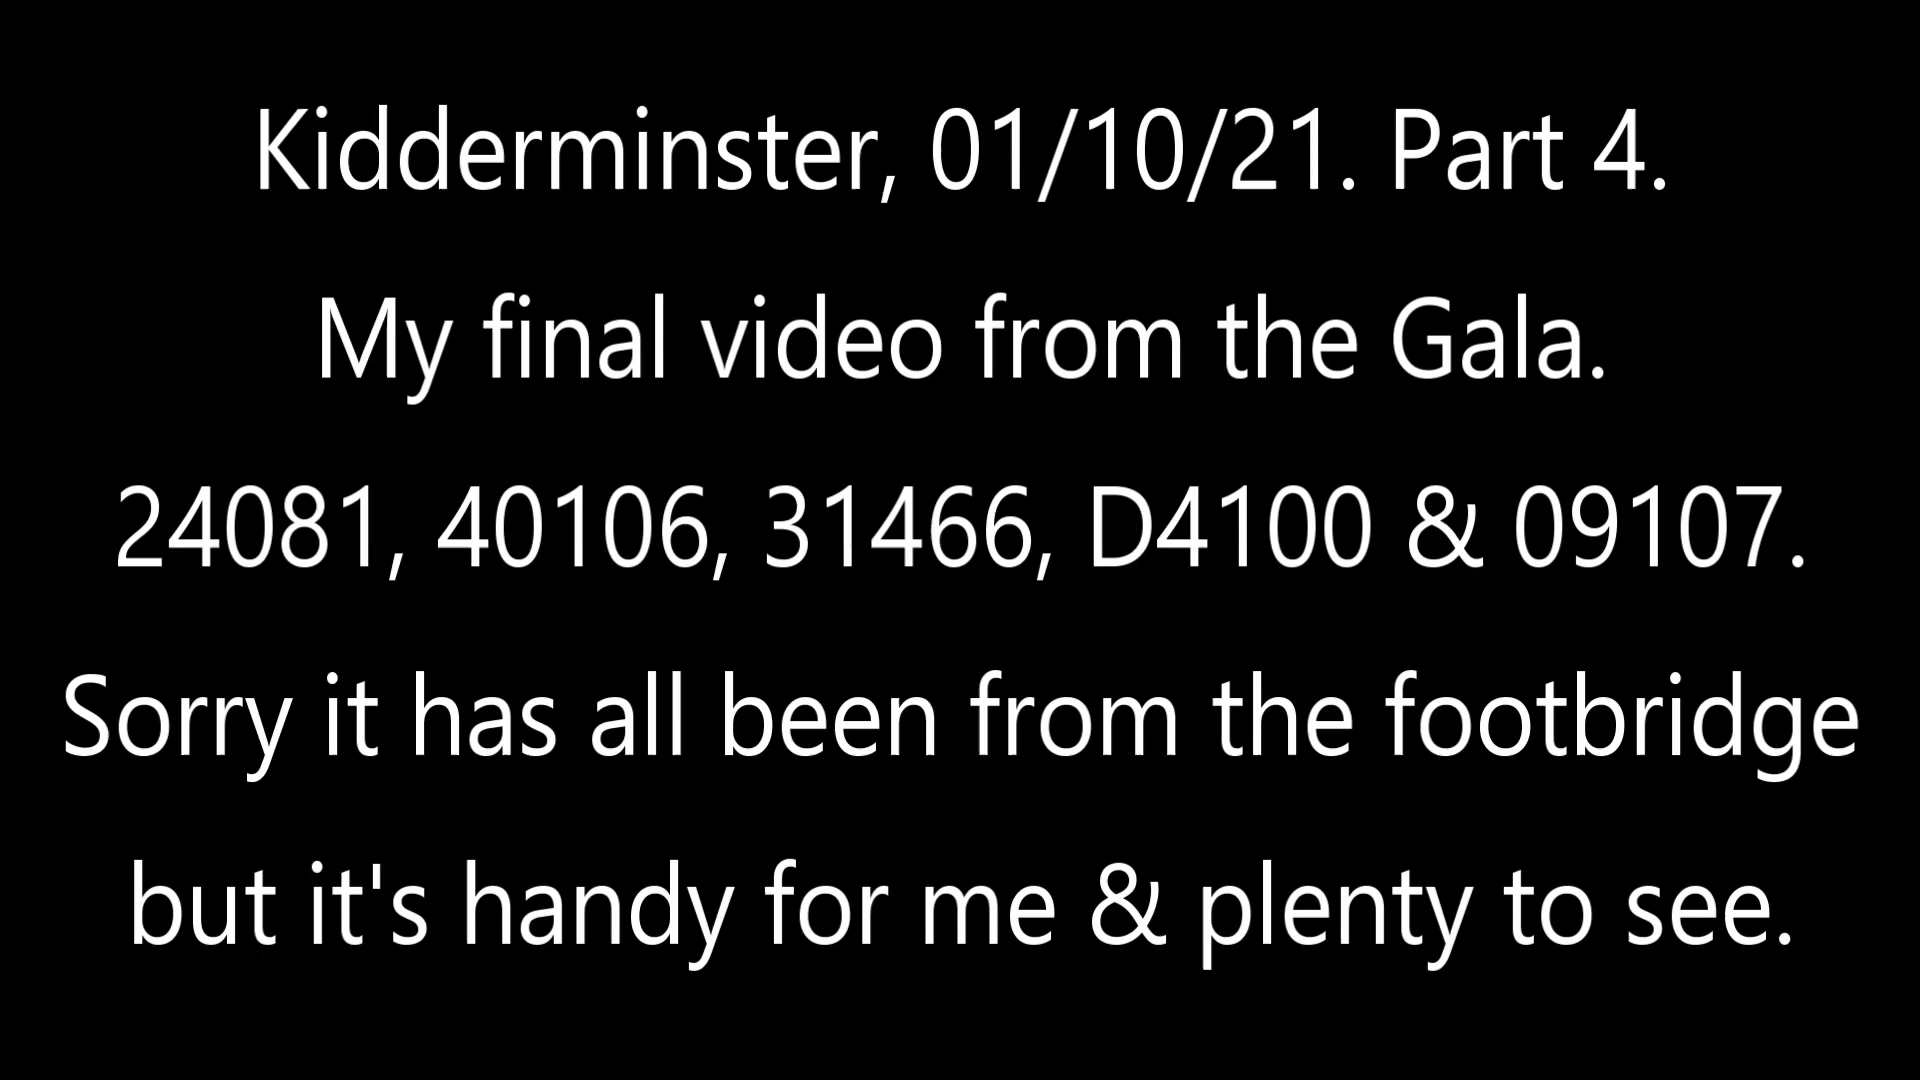 Kidderminster, 01/10/21. Part 4.
My final video from the Gala.
24081, 40106, 31466, D4100 & 09107.
Sorry it has all been from the footbridge
but it's handy for me & plenty to see.